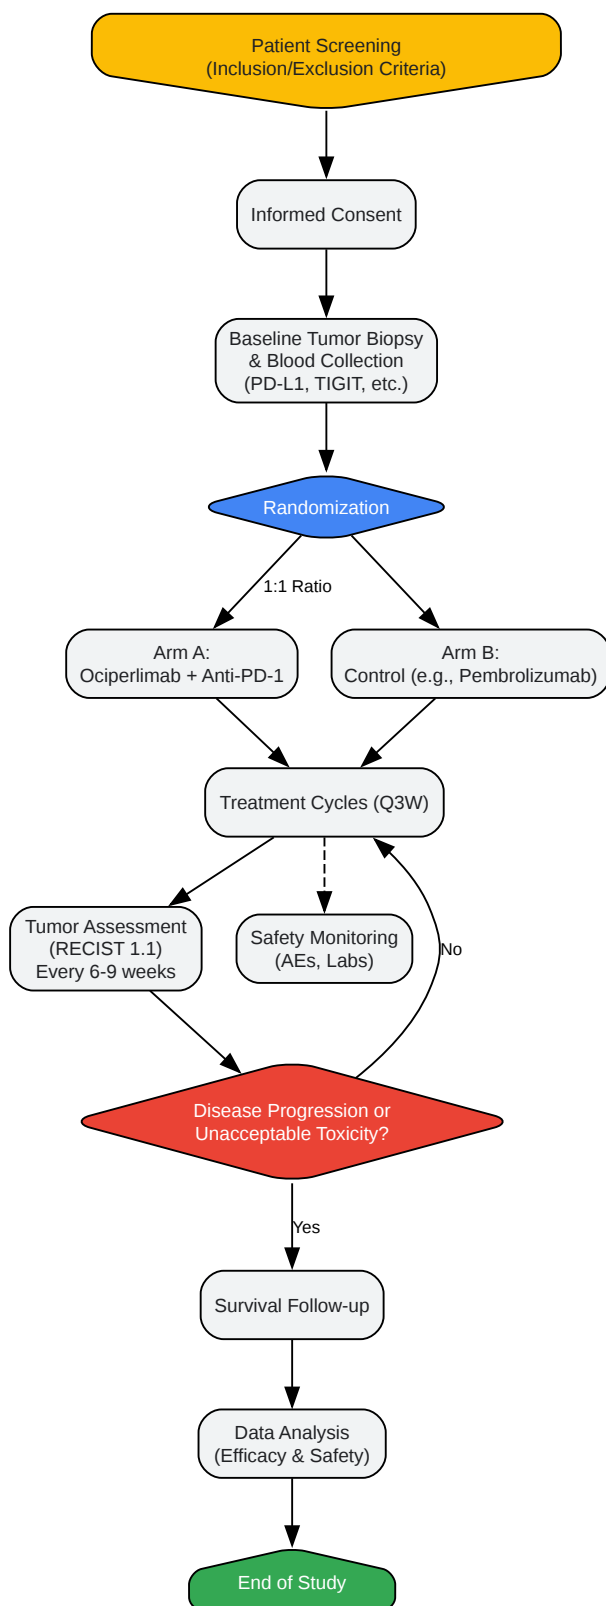 Patient Screening
(Inclusion/Exclusion Criteria)
Informed Consent
Baseline Tumor Biopsy
& Blood Collection
(PD-L1, TIGIT, etc.)
Randomization
1:1 Ratio
Arm A:
Ociperlimab + Anti-PD-1
Arm B:
Control (e.g., Pembrolizumab)
Treatment Cycles (Q3W)
Tumor Assessment
(RECIST 1.1)
Every 6-9 weeks
Safety Monitoring
(AEs, Labs)
No
Disease Progression or
Unacceptable Toxicity?
Yes
Survival Follow-up
Data Analysis
(Efficacy & Safety)
End of Study